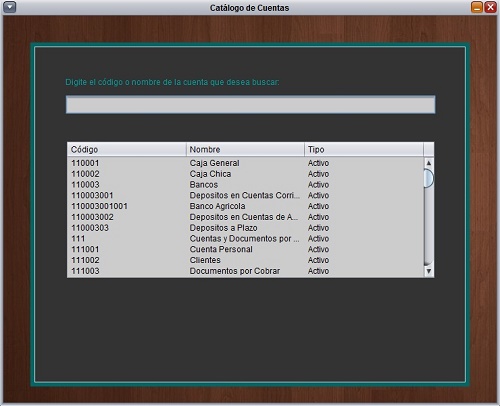 Catálogo de Cuentas
Digite el código o nombre de la cuenta que desea buscar:
Código Nombre Tipo
110001 Caja General Activo
110002 Caja Chica Activo
110003 Bancos Activo
110003001 Depositos en Cuentas Corri... Activo
110003001001 Banco Agricola Activo
110003002 Depositos en Cuentas de A... Activo
11000303 Depositos a Plazo Activo
111 Cuentas y Documentos por ... Activo
111001 Cuenta Personal Activo
111002 Clientes Activo
111003 Documentos por Cobrar Activo